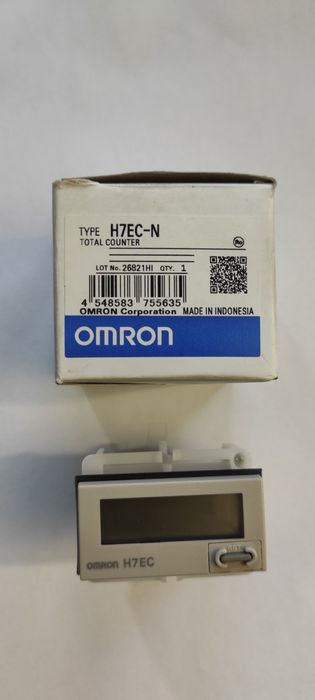 TYPE H7EC-N
TOTAL COUNTER
LOT No. 26821HI QTY. 1
4 548583 755635
OMRON Corporation MADE IN INDONESIA
OMRON
OMRON H7EC